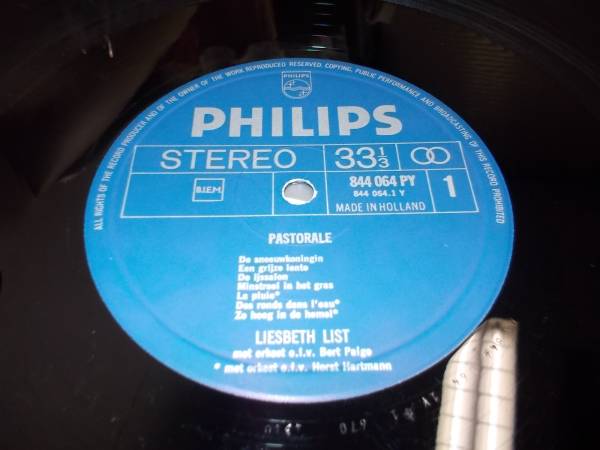 ALL RIGHTS OF THE RECORD PRODUCER AND OF THE OWNER OF THE WORK REPRODUCED RESERVED. COPYING, PUBLIC PERFORMANCE AND BROADCASTING OF THIS RECORD PROHIBITED
PHILIPS
PHILIPS
STEREO 33 1/3
B.I.E.M. 844 064 PY 1
844 064.1 Y
MADE IN HOLLAND
PASTORALE
De sneeuwkoningin
Een grijze lente
De ijssalon
Minstreel in het gras
La pluie*
Des ronds dans l'eau*
Zo hoog in de hemel*
LIESBETH LIST
met orkest o.l.v. Bert Paige
* met orkest o.l.v. Horst Hartmann
670